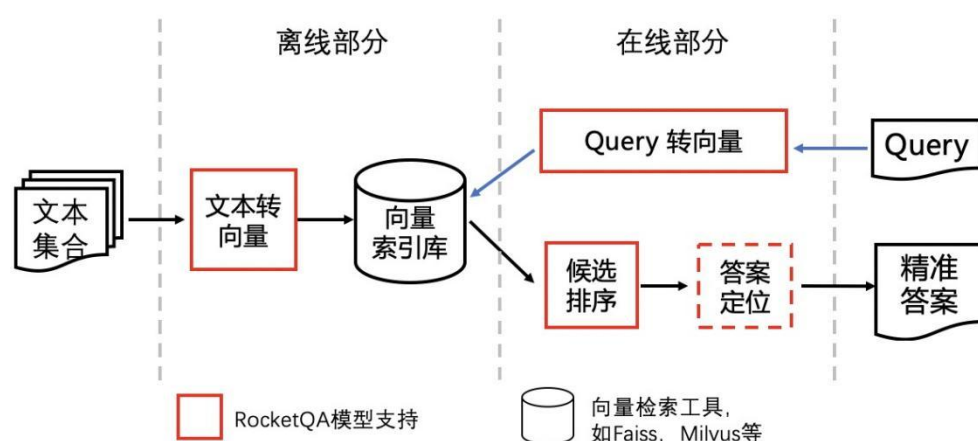 离线部分
在线部分
Query 转向量
Query
文本
集合
文本转
向量
向量
索引库
候选
排序
答案
定位
精准
答案
RocketQA模型支持
向量检索工具,
如Faiss、Milvus等